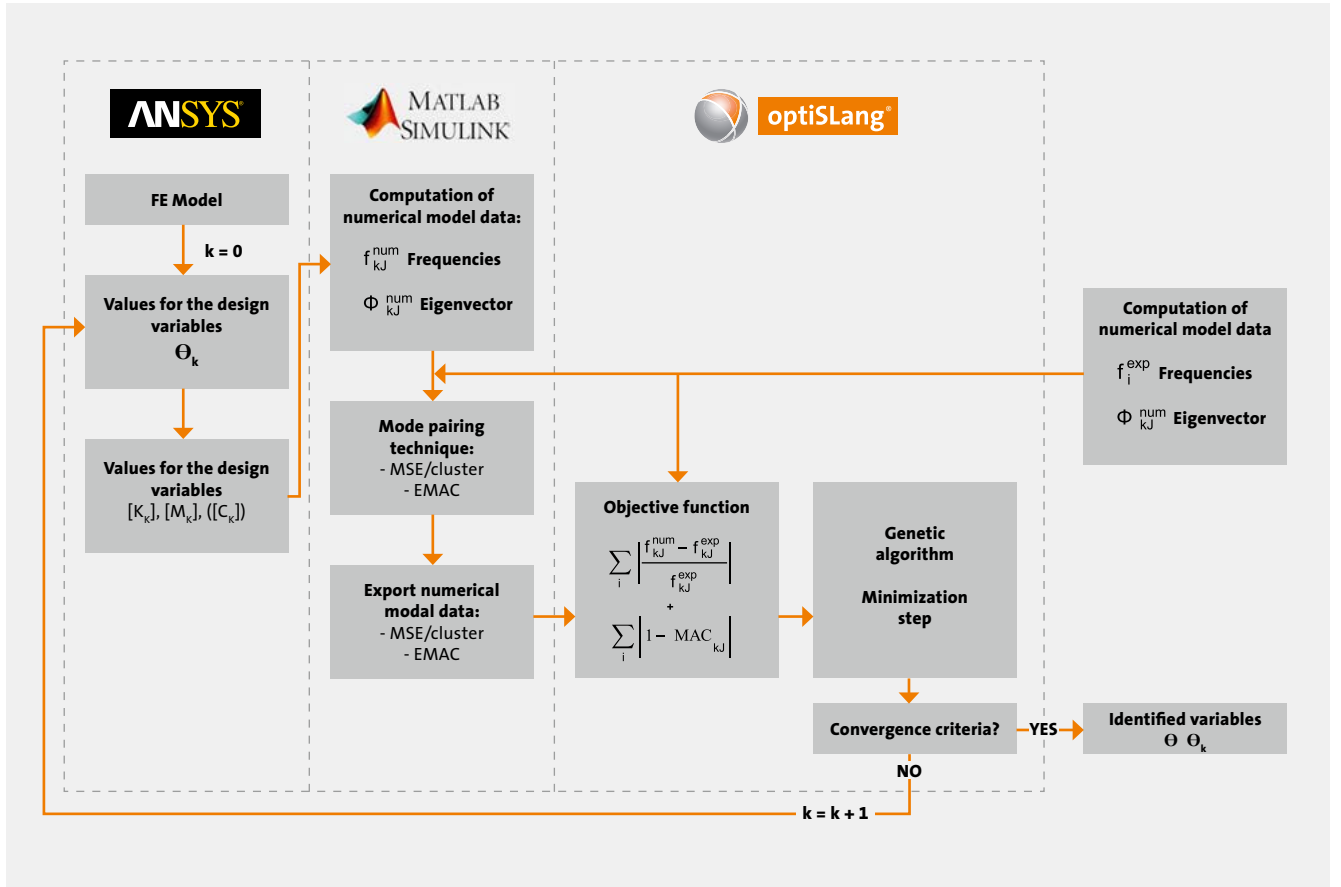 ANSYS®
MATLAB
SIMULINK®
optiSLang®
FE Model
k = 0
Values for the design
variables
Θk
Values for the design
variables
[KK], [MK], ([CK])
Computation of
numerical model data:
f kJ num Frequencies
Φ kJ num Eigenvector
Mode pairing
technique:
- MSE/cluster
- EMAC
Export numerical
modal data:
- MSE/cluster
- EMAC
Objective function
∑ i | (f kJ num − f kJ exp) / f kJ exp |
+
∑ i | 1 − MAC kJ |
Genetic
algorithm
Minimization
step
Convergence criteria?
YES
NO
k = k + 1
Computation of
numerical model data
f i exp Frequencies
Φ kJ num Eigenvector
Identified variables
Θ Θk